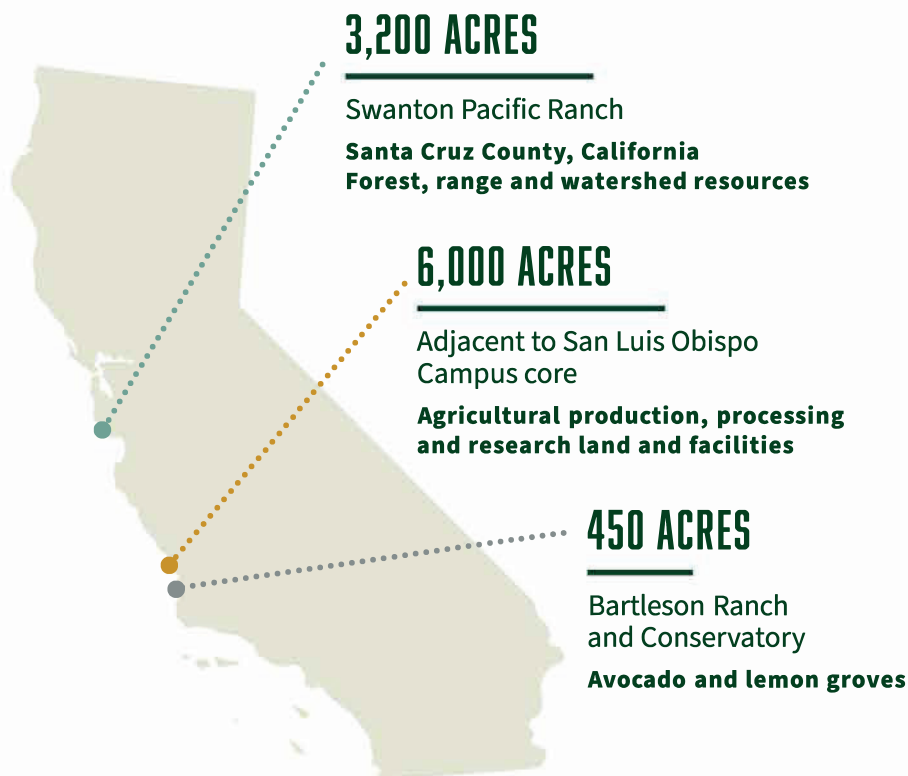 3,200 ACRES
Swanton Pacific Ranch
Santa Cruz County, California
Forest, range and watershed resources
6,000 ACRES
Adjacent to San Luis Obispo
Campus core
Agricultural production, processing
and research land and facilities
450 ACRES
Bartleson Ranch
and Conservatory
Avocado and lemon groves